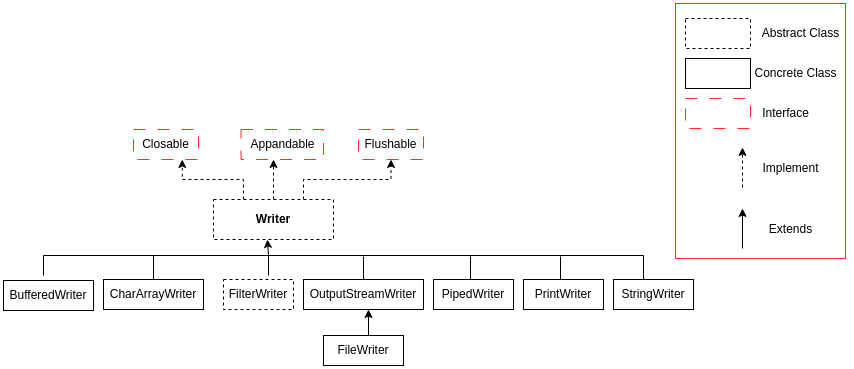 Abstract Class
Concrete Class
Interface
Implement
Extends
Closable
Appandable
Flushable
Writer
BufferedWriter
CharArrayWriter
FilterWriter
OutputStreamWriter
PipedWriter
PrintWriter
StringWriter
FileWriter